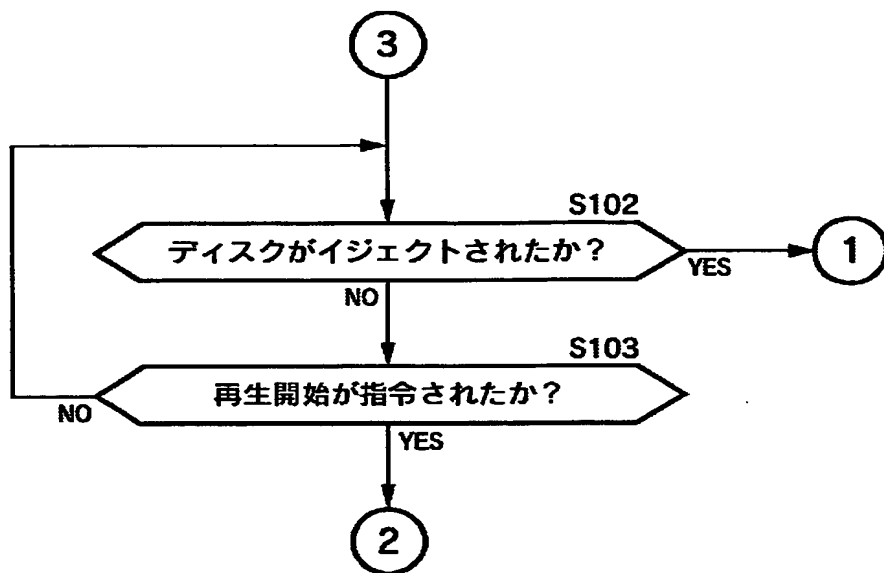 3
S102
ディスクがイジェクトされたか？
1
YES
NO
S103
再生開始が指令されたか？
NO
YES
2